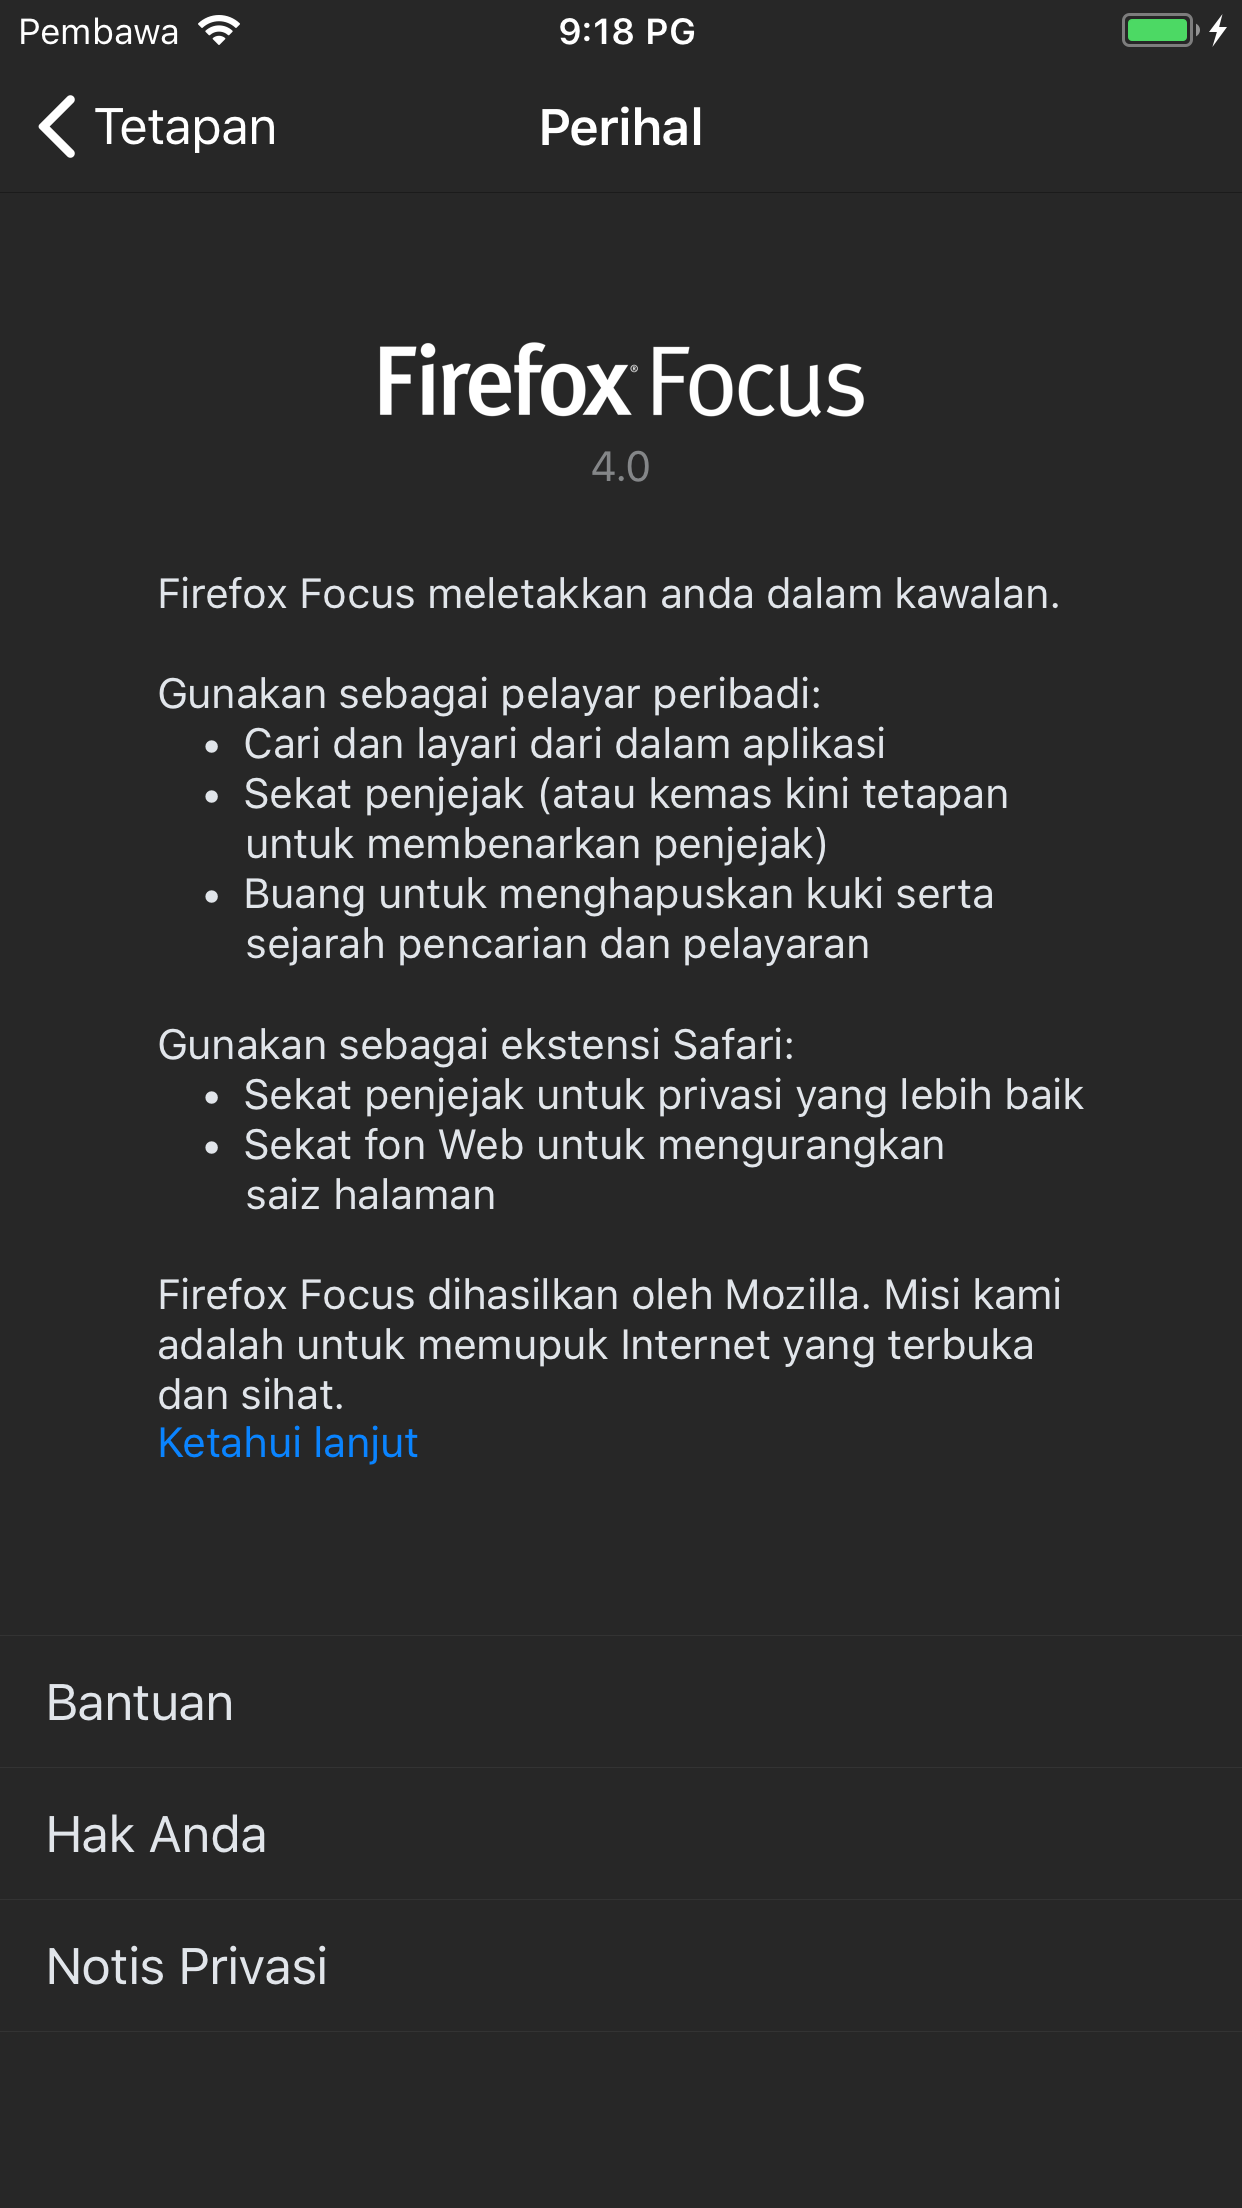 Pembawa 9:18 PG
Tetapan Perihal
Firefox® Focus
4.0
Firefox Focus meletakkan anda dalam kawalan.
Gunakan sebagai pelayar peribadi:
• Cari dan layari dari dalam aplikasi
• Sekat penjejak (atau kemas kini tetapan
untuk membenarkan penjejak)
• Buang untuk menghapuskan kuki serta
sejarah pencarian dan pelayaran
Gunakan sebagai ekstensi Safari:
• Sekat penjejak untuk privasi yang lebih baik
• Sekat fon Web untuk mengurangkan
saiz halaman
Firefox Focus dihasilkan oleh Mozilla. Misi kami
adalah untuk memupuk Internet yang terbuka
dan sihat.
Ketahui lanjut
Bantuan
Hak Anda
Notis Privasi